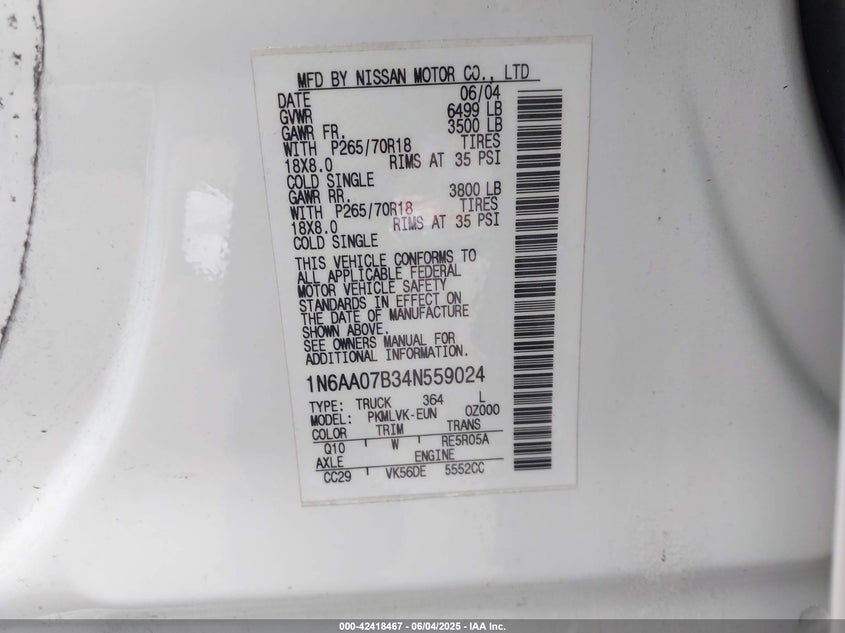 MFD BY NISSAN MOTOR CO., LTD
DATE 06/04
GVWR 6499 LB
GAWR FR. 3500 LB
WITH P265/70R18 TIRES
18X8.0 RIMS AT 35 PSI
COLD SINGLE
GAWR RR. 3800 LB
WITH P265/70R18 TIRES
18X8.0 RIMS AT 35 PSI
COLD SINGLE
THIS VEHICLE CONFORMS TO
ALL APPLICABLE FEDERAL
MOTOR VEHICLE SAFETY
STANDARDS IN EFFECT ON
THE DATE OF MANUFACTURE
SHOWN ABOVE.
SEE OWNERS MANUAL FOR
ADDITIONAL INFORMATION.
1N6AA07B34N559024
TYPE: TRUCK 364 L
MODEL: PKMLVK-EUN 0Z000
COLOR TRIM TRANS
Q10 W RE5R05A
AXLE ENGINE
CC29 VK56DE 5552CC
000-42418467 - 06/04/2025 - IAA Inc.